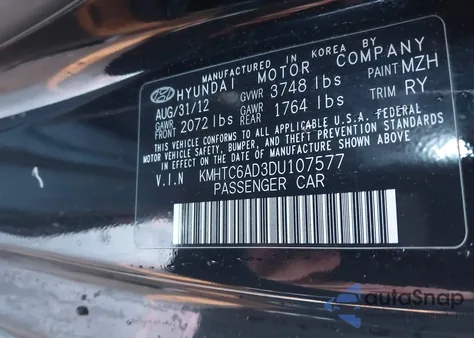 MANUFACTURED IN KOREA BY
HYUNDAI MOTOR COMPANY
AUG/31/12 GVWR 3748 lbs PAINT MZH
GAWR FRONT 2072 lbs GAWR REAR 1764 lbs TRIM RY
THIS VEHICLE CONFORMS TO ALL APPLICABLE U.S.A. FEDERAL
MOTOR VEHICLE SAFETY, BUMPER, AND THEFT PREVENTION STANDARDS
IN EFFECT ON THE DATE OF MANUFACTURE SHOWN ABOVE.
V.I.N KMHTC6AD3DU107577
PASSENGER CAR
autoSnap